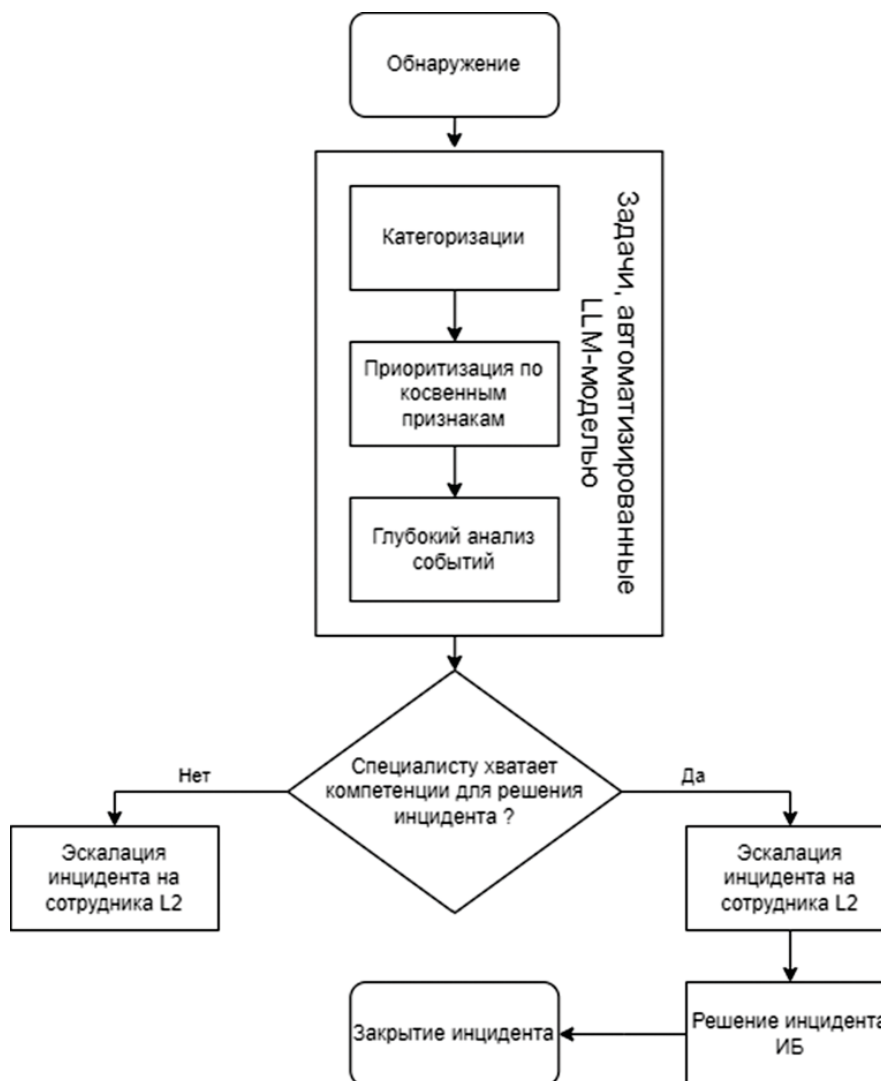 Обнаружение
Категоризации
Приоритизация по
косвенным
признакам
Глубокий анализ
событий
Задачи, автоматизированные
LLM-моделью
Специалисту хватает
компетенции для решения
инцидента ?
Нет
Да
Эскалация
инцидента на
сотрудника L2
Эскалация
инцидента на
сотрудника L2
Закрытие инцидента
Решение инцидента
ИБ